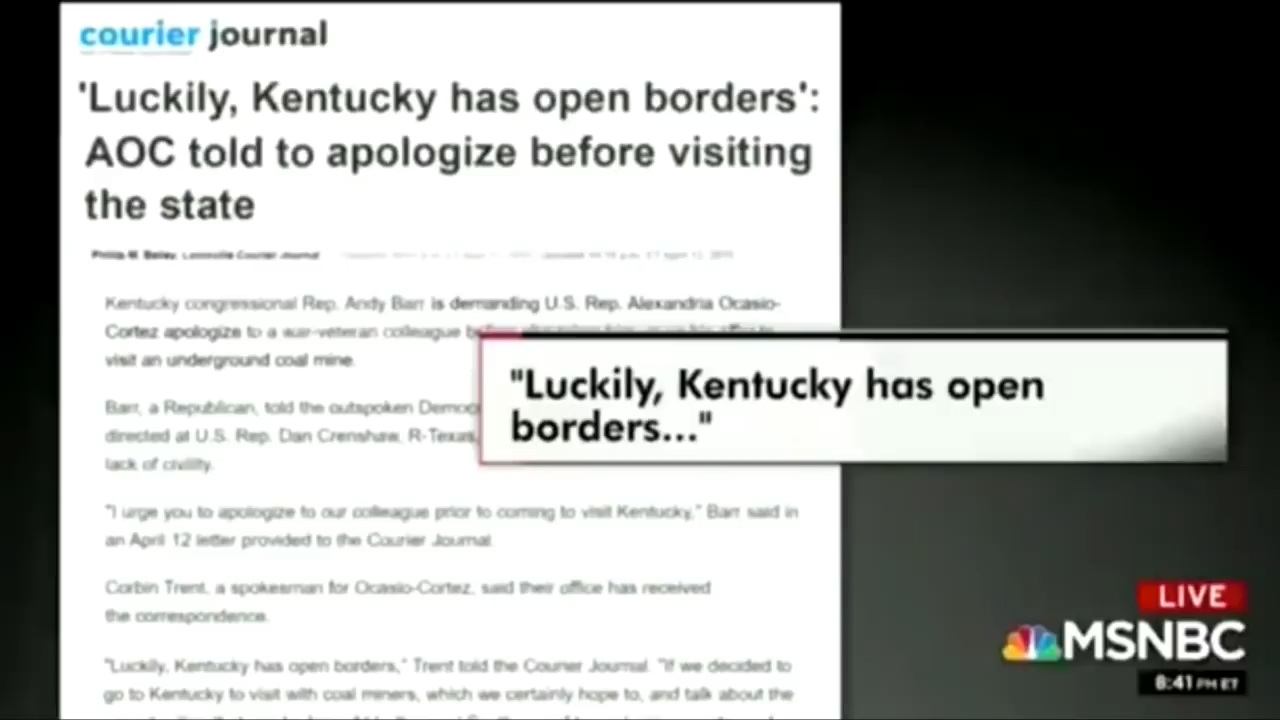 courier journal
'Luckily, Kentucky has open borders':
AOC told to apologize before visiting
the state
Kentucky congressional Rep. Andy Barr is demanding U.S. Rep. Alexandria Ocasio-
Cortez apologize to a war-veteran colleague
visit an underground coal mine.
Barr, a Republican, told the outspoken
directed at U.S. Rep. Dan Crenshaw, R-Texas,
lack of civility.
"Luckily, Kentucky has open
borders..."
"I urge you to apologize to our colleague prior to coming to visit Kentucky," Barr said in
an April 12 letter provided to the Courier Journal.
Corbin Trent, a spokesman for Ocasio-Cortez, said their office has received
the correspondence.
"Luckily, Kentucky has open borders," Trent told the Courier Journal. "If we decided to
go to Kentucky to visit with coal miners, which we certainly hope to, and talk about the
LIVE
MSNBC
8:41 PM ET